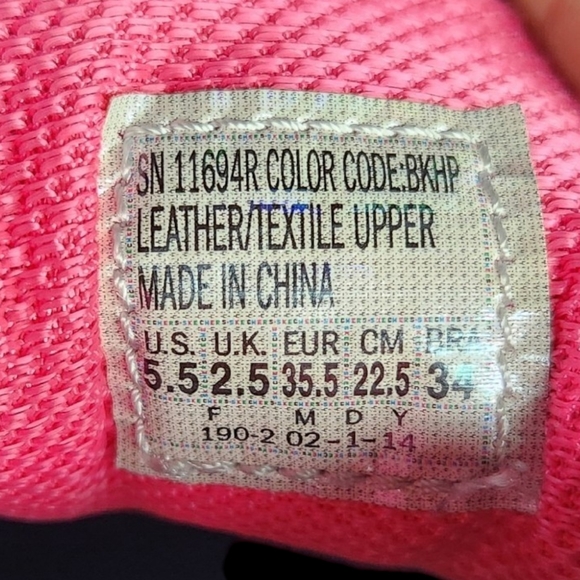 SN 11694R COLOR CODE:BKHP
LEATHER/TEXTILE UPPER
MADE IN CHINA
U.S. U.K. EUR CM BRA
5.5 2.5 35.5 22.5 34
F M D Y
190-2 02-1-14